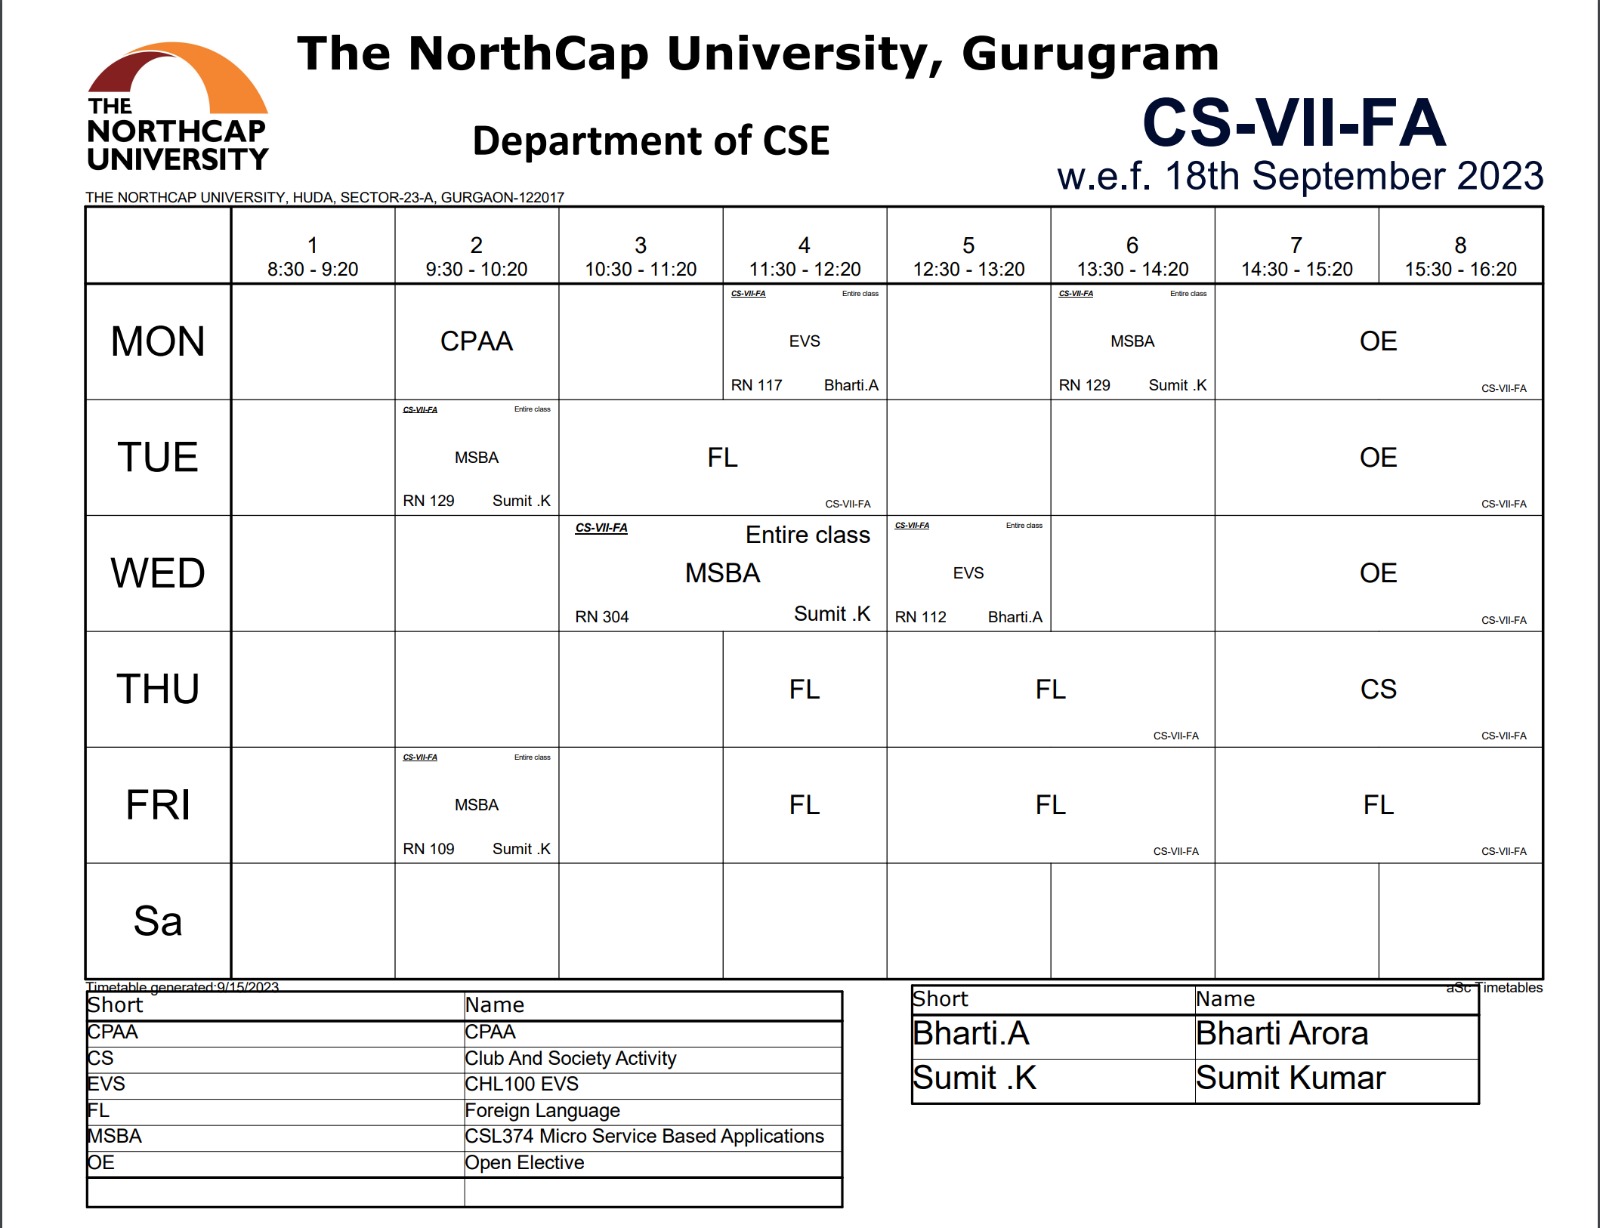 The NorthCap University, Gurugram
THE
NORTHCAP
UNIVERSITY
Department of CSE
CS-VII-FA
w.e.f. 18th September 2023
THE NORTHCAP UNIVERSITY, HUDA, SECTOR-23-A, GURGAON-122017
1 2 3 4 5 6 7 8
8:30 - 9:20 9:30 - 10:20 10:30 - 11:20 11:30 - 12:20 12:30 - 13:20 13:30 - 14:20 14:30 - 15:20 15:30 - 16:20
CS-VII-FA Entire class CS-VII-FA Entire class
MON CPAA EVS MSBA OE
RN 117 Bharti.A RN 129 Sumit .K CS-VII-FA
CS-VII-FA Entire class
TUE MSBA FL OE
RN 129 Sumit .K CS-VII-FA CS-VII-FA
CS-VII-FA Entire class CS-VII-FA Entire class
WED MSBA EVS OE
RN 304 Sumit .K RN 112 Bharti.A CS-VII-FA
THU FL FL CS
CS-VII-FA CS-VII-FA
CS-VII-FA Entire class
FRI MSBA FL FL FL
RN 109 Sumit .K CS-VII-FA CS-VII-FA
Sa
Timetable generated:9/15/2023 aSc Timetables
Short Name
CPAA CPAA
CS Club And Society Activity
EVS CHL100 EVS
FL Foreign Language
MSBA CSL374 Micro Service Based Applications
OE Open Elective
Short Name
Bharti.A Bharti Arora
Sumit .K Sumit Kumar